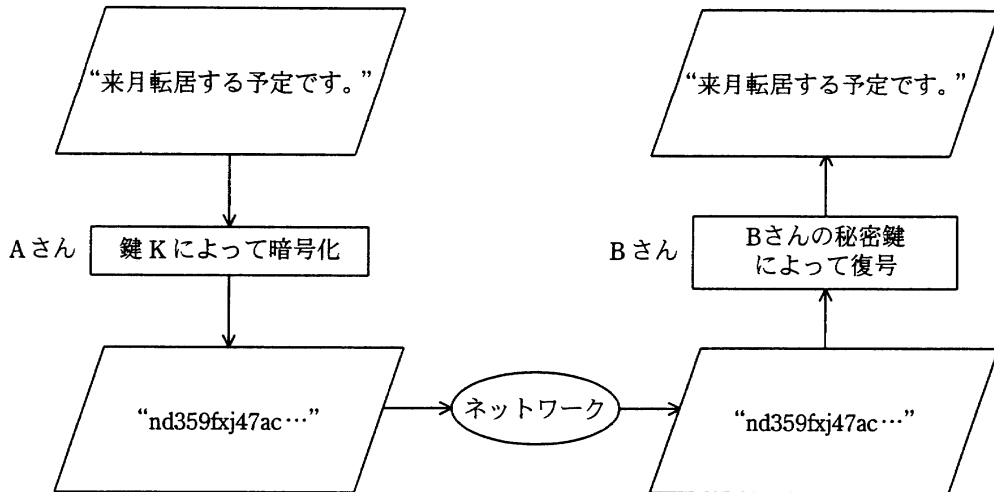 “来月転居する予定です。”
Aさん
鍵Kによって暗号化
“nd359fxj47ac…”
ネットワーク
“nd359fxj47ac…”
Bさん
Bさんの秘密鍵
によって復号
“来月転居する予定です。”